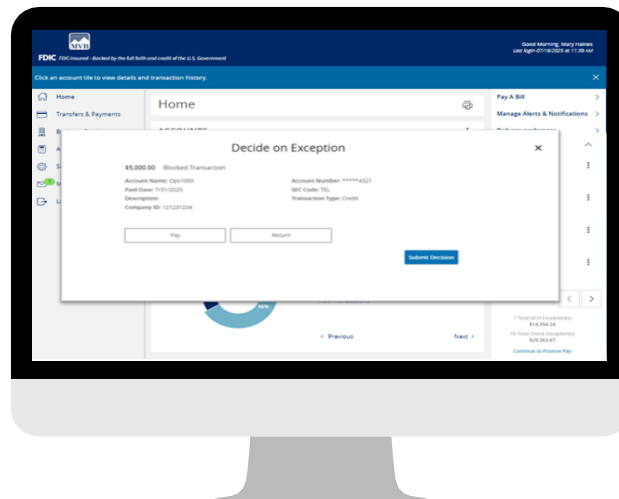 MVB
Good Morning, Mary Haines
Last login 07/16/2025 at 11:39 AM
FDIC FDIC-Insured - Backed by the full faith and credit of the U.S. Government
Click an account tile to view details and transaction history.
Home
Transfers & Payments
Home
Pay A Bill
Manage Alerts & Notifications
ACCOUNTS
Decide on Exception
$5,000.00 Blocked Transaction
Account Name: Ops1000
Account Number: *****4321
Paid Date: 7/31/2025
SEC Code: TEL
Description:
Transaction Type: Credit
Company ID: 121231234
Pay
Return
Submit Decision
Previous
Next
7 Total ACH Exception(s)
$14,394.24
10 Total Check Exception(s)
$29,363.67
Continue to Positive Pay